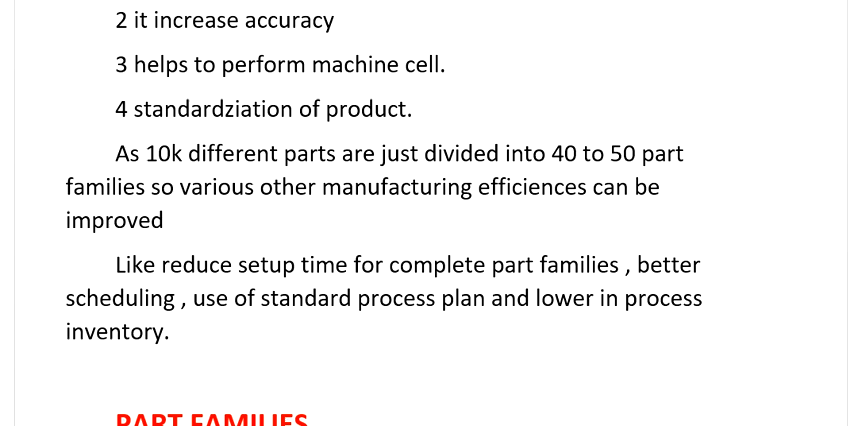 2 it increase accuracy
3 helps to perform machine cell.
4 standardziation of product.
As 10k different parts are just divided into 40 to 50 part
families so various other manufacturing efficiences can be
improved
Like reduce setup time for complete part families , better
scheduling , use of standard process plan and lower in process
inventory.
PART FAMILIES